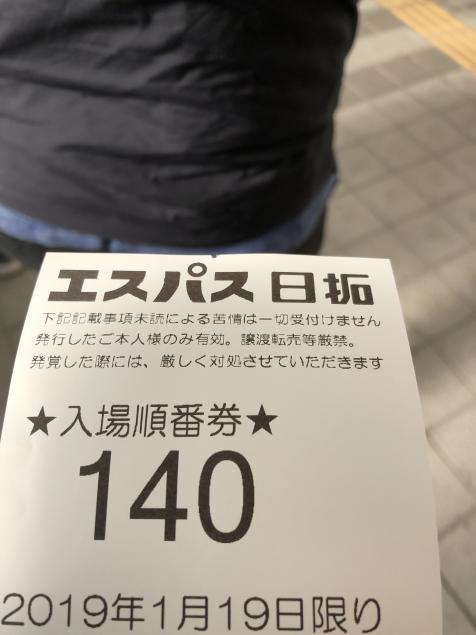 エスパス日拓
下記記載事項未読による苦情は一切受付けません
発行したご本人様のみ有効。譲渡転売等厳禁。
発覚した際には、厳しく対処させていただきます
★入場順番券★
140
2019年1月19日限り